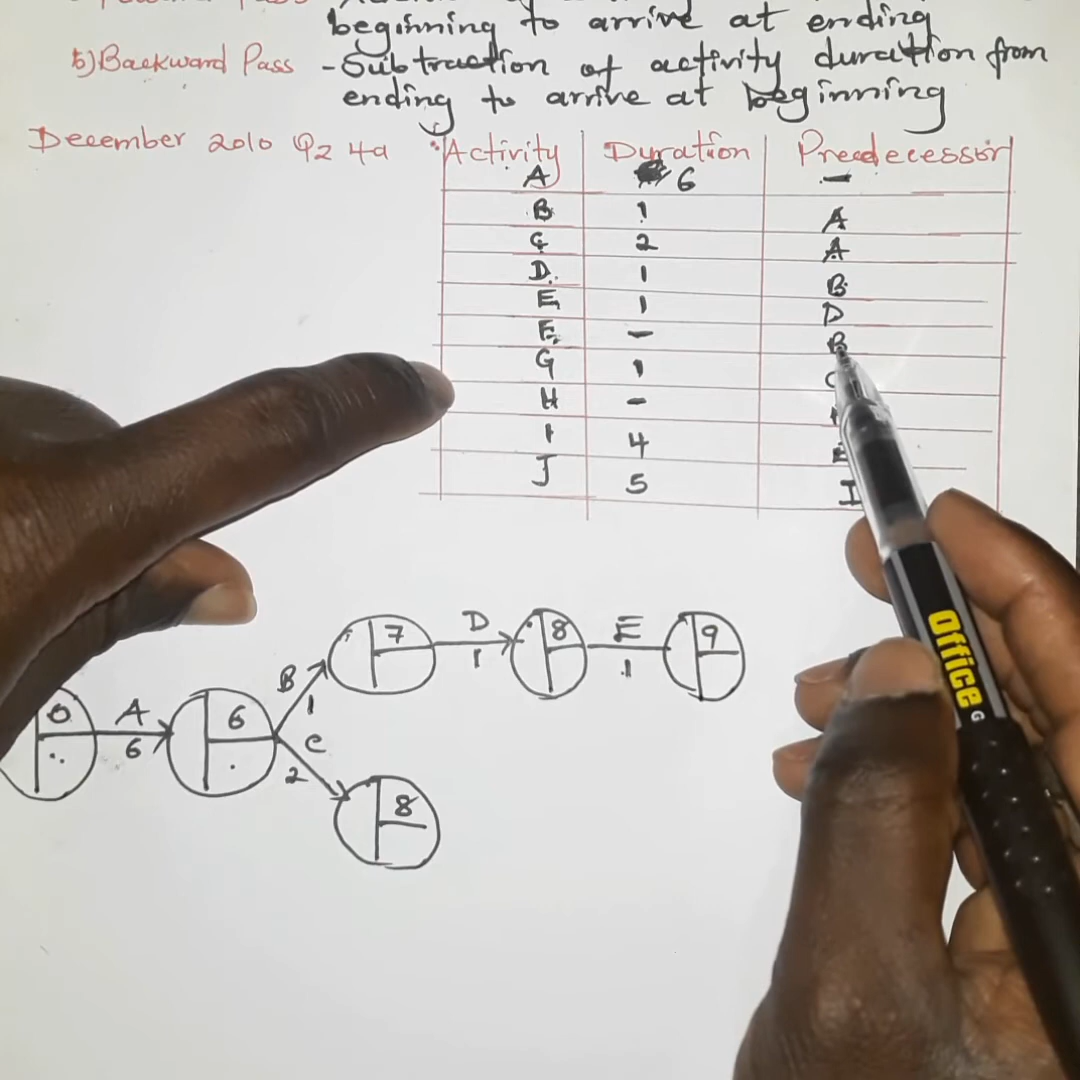 beginning to arrive at ending
b) Backward Pass - Subtraction of activity duration from
ending to arrive at beginning
December 2010 Q2 4a
Activity Duration Predecessor
A 6 -
B 1 A
C 2 A
D 1 B
E 1 D
F - B
G 1
H -
I 4 E
J 5 I
7 D 1 8 E 1 9
0 A 6 6 B 1
C 2
8
Office G